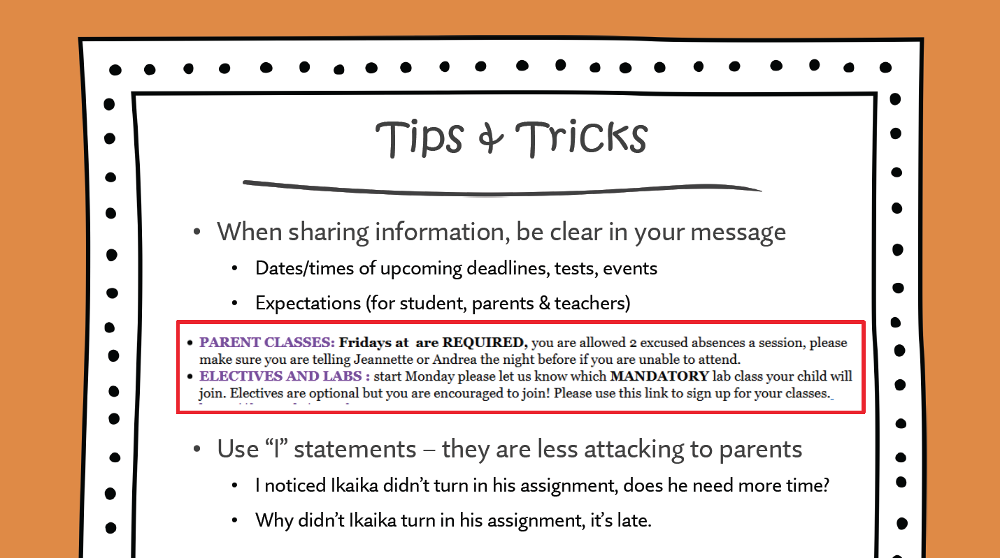 Tips & Tricks
• When sharing information, be clear in your message
• Dates/times of upcoming deadlines, tests, events
• Expectations (for student, parents & teachers)
• PARENT CLASSES: Fridays at  are REQUIRED, you are allowed 2 excused absences a session, please
make sure you are telling Jeannette or Andrea the night before if you are unable to attend.
• ELECTIVES AND LABS : start Monday please let us know which MANDATORY lab class your child will
join. Electives are optional but you are encouraged to join! Please use this link to sign up for your classes.
• Use “I” statements – they are less attacking to parents
• I noticed Ikaika didn’t turn in his assignment, does he need more time?
• Why didn’t Ikaika turn in his assignment, it’s late.